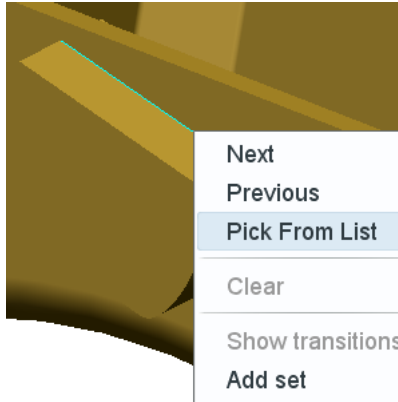 Next
Previous
Pick From List
Clear
Show transitions
Add set